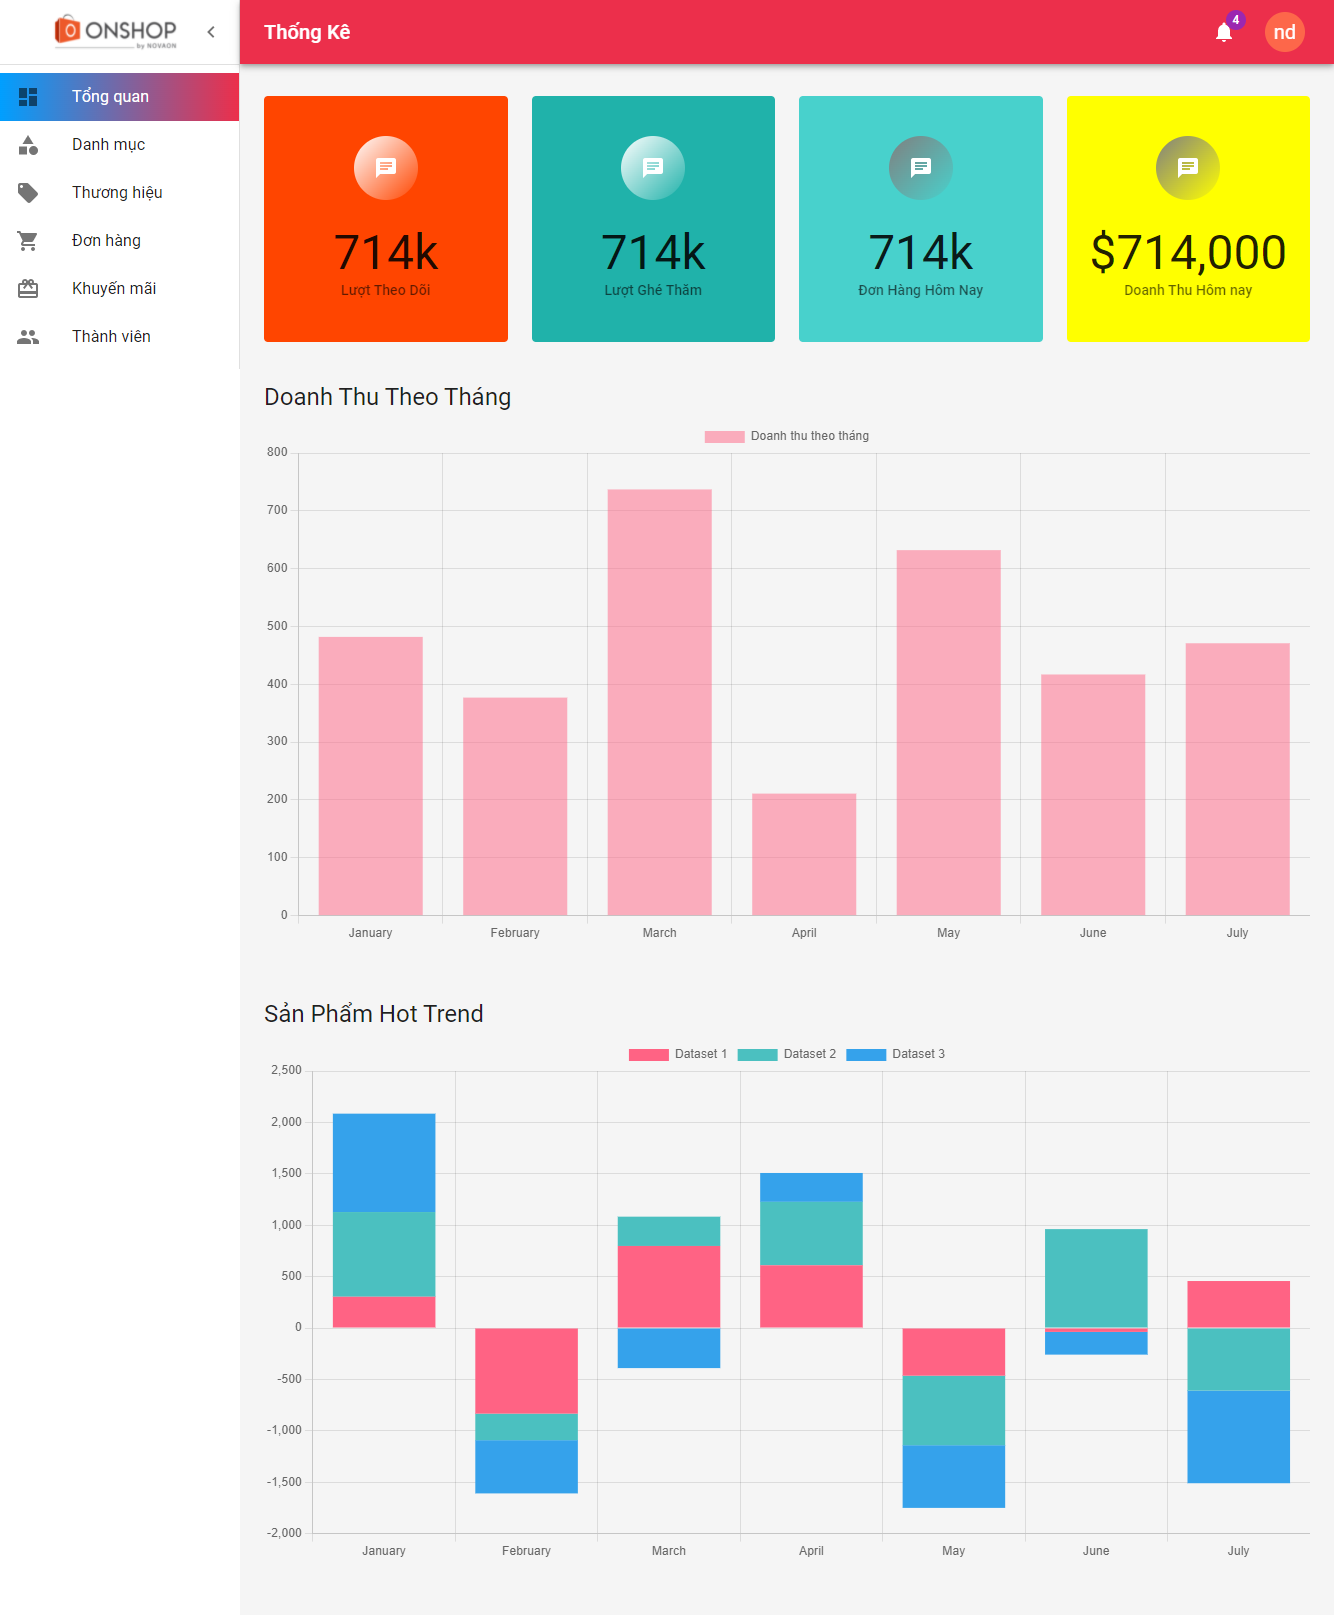 ONSHOP
by NOVAON
Thống Kê
4
nd
Tổng quan
Danh mục
Thương hiệu
Đơn hàng
Khuyến mãi
Thành viên
714k
Lượt Theo Dõi
714k
Lượt Ghé Thăm
714k
Đơn Hàng Hôm Nay
$714,000
Doanh Thu Hôm nay
Doanh Thu Theo Tháng
Doanh thu theo tháng
800
700
600
500
400
300
200
100
0
January February March April May June July
Sản Phẩm Hot Trend
Dataset 1 Dataset 2 Dataset 3
2,500
2,000
1,500
1,000
500
0
-500
-1,000
-1,500
-2,000
January February March April May June July